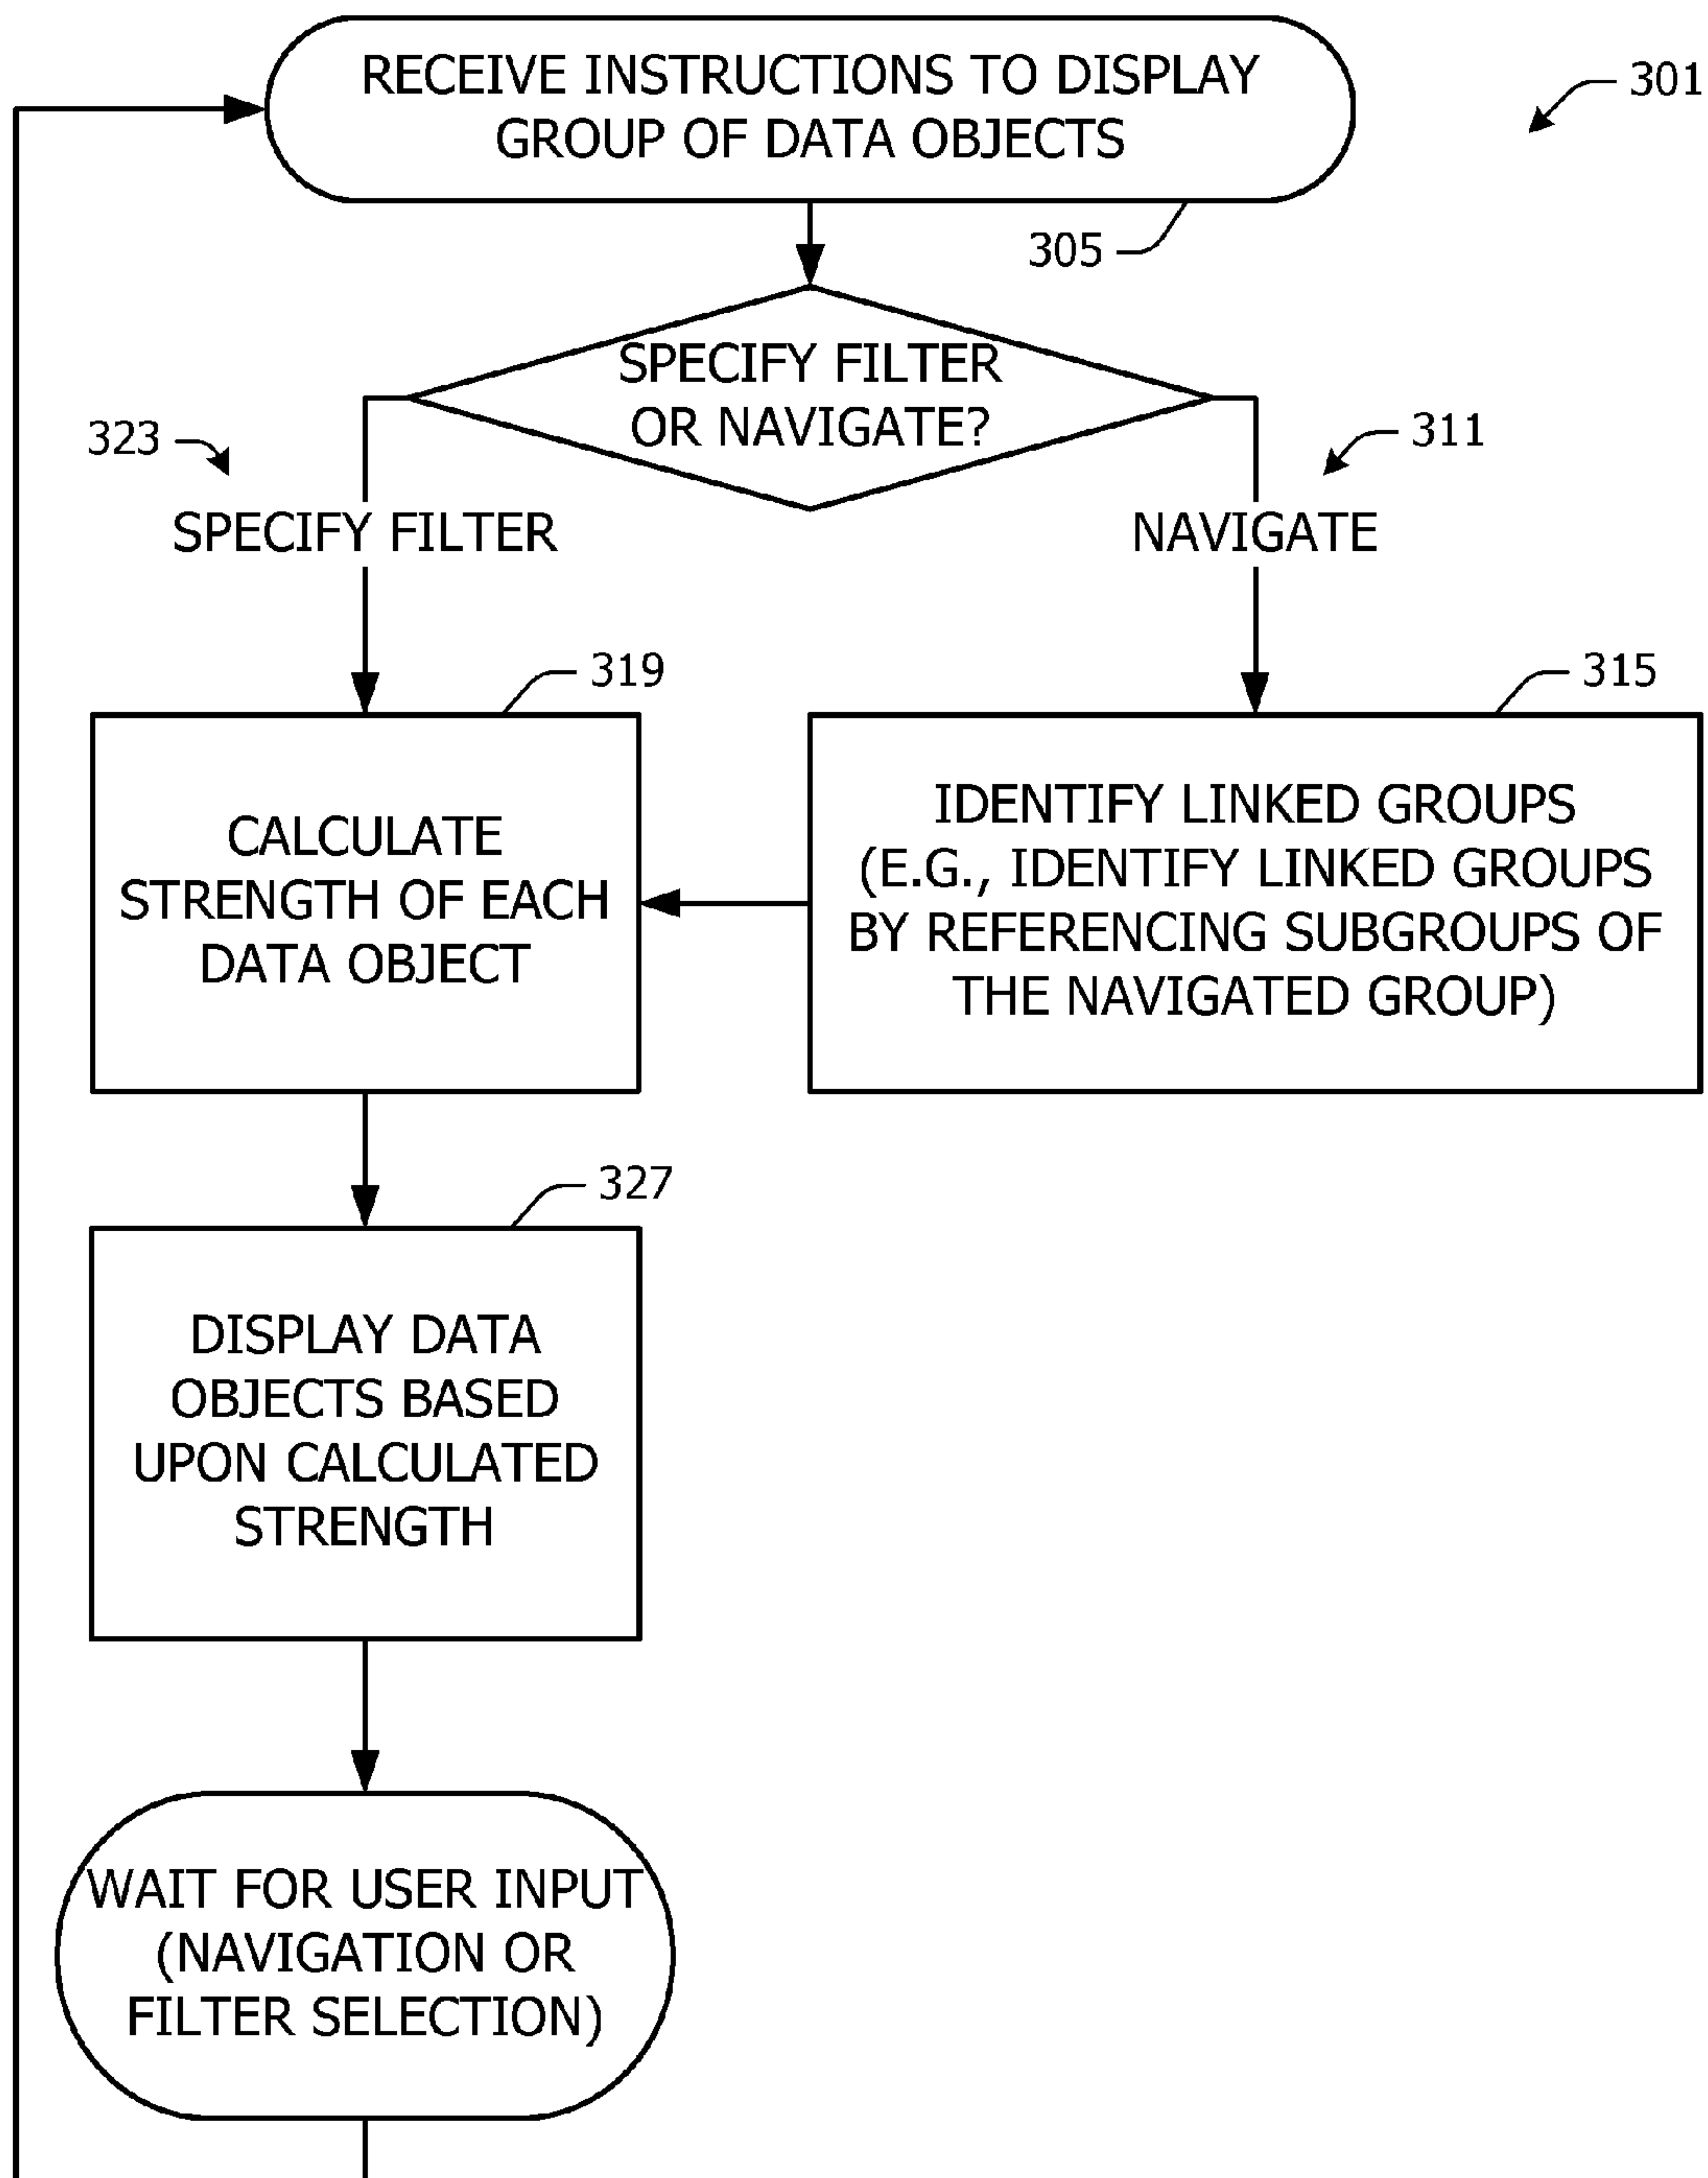 RECEIVE INSTRUCTIONS TO DISPLAY
GROUP OF DATA OBJECTS
301
305
SPECIFY FILTER
OR NAVIGATE?
323
311
SPECIFY FILTER
NAVIGATE
319
315
CALCULATE
STRENGTH OF EACH
DATA OBJECT
IDENTIFY LINKED GROUPS
(E.G., IDENTIFY LINKED GROUPS
BY REFERENCING SUBGROUPS OF
THE NAVIGATED GROUP)
327
DISPLAY DATA
OBJECTS BASED
UPON CALCULATED
STRENGTH
WAIT FOR USER INPUT
(NAVIGATION OR
FILTER SELECTION)